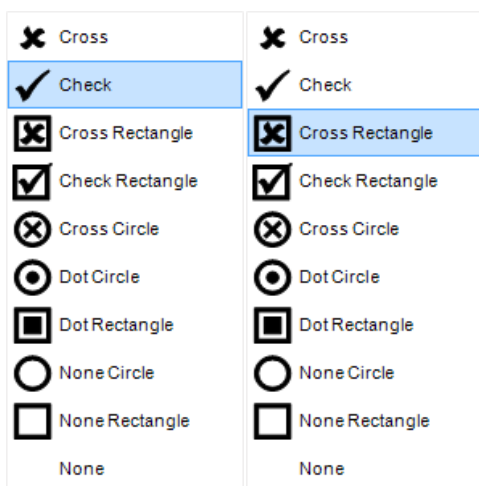 Cross
Check
Cross Rectangle
Check Rectangle
Cross Circle
Dot Circle
Dot Rectangle
None Circle
None Rectangle
None
Cross
Check
Cross Rectangle
Check Rectangle
Cross Circle
Dot Circle
Dot Rectangle
None Circle
None Rectangle
None